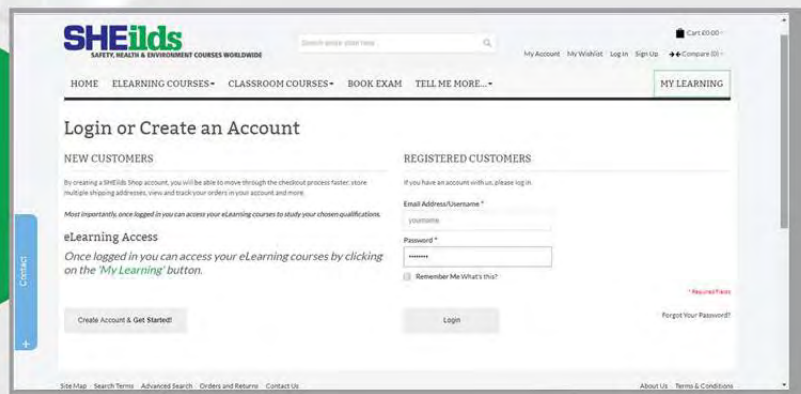 SHEilds
SAFETY, HEALTH & ENVIRONMENT COURSES WORLDWIDE
Search entire store here...
Cart £0.00
My Account My Wishlist Log In Sign Up Compare (0)
HOME ELEARNING COURSES CLASSROOM COURSES BOOK EXAM TELL ME MORE... MY LEARNING
Login or Create an Account
NEW CUSTOMERS
By creating a SHEilds Shop account, you will be able to move through the checkout process faster, store
multiple shipping addresses, view and track your orders in your account and more.
Most importantly, once logged in you can access your eLearning courses to study your chosen qualifications.
eLearning Access
Once logged in you can access your eLearning courses by clicking
on the 'My Learning' button.
Create Account & Get Started!
REGISTERED CUSTOMERS
If you have an account with us, please log in.
Email Address/Username *
yourname
Password *
••••••••
Remember Me What's this?
* Required Fields
Login
Forgot Your Password?
Contact
+
Site Map Search Terms Advanced Search Orders and Returns Contact Us
About Us Terms & Conditions